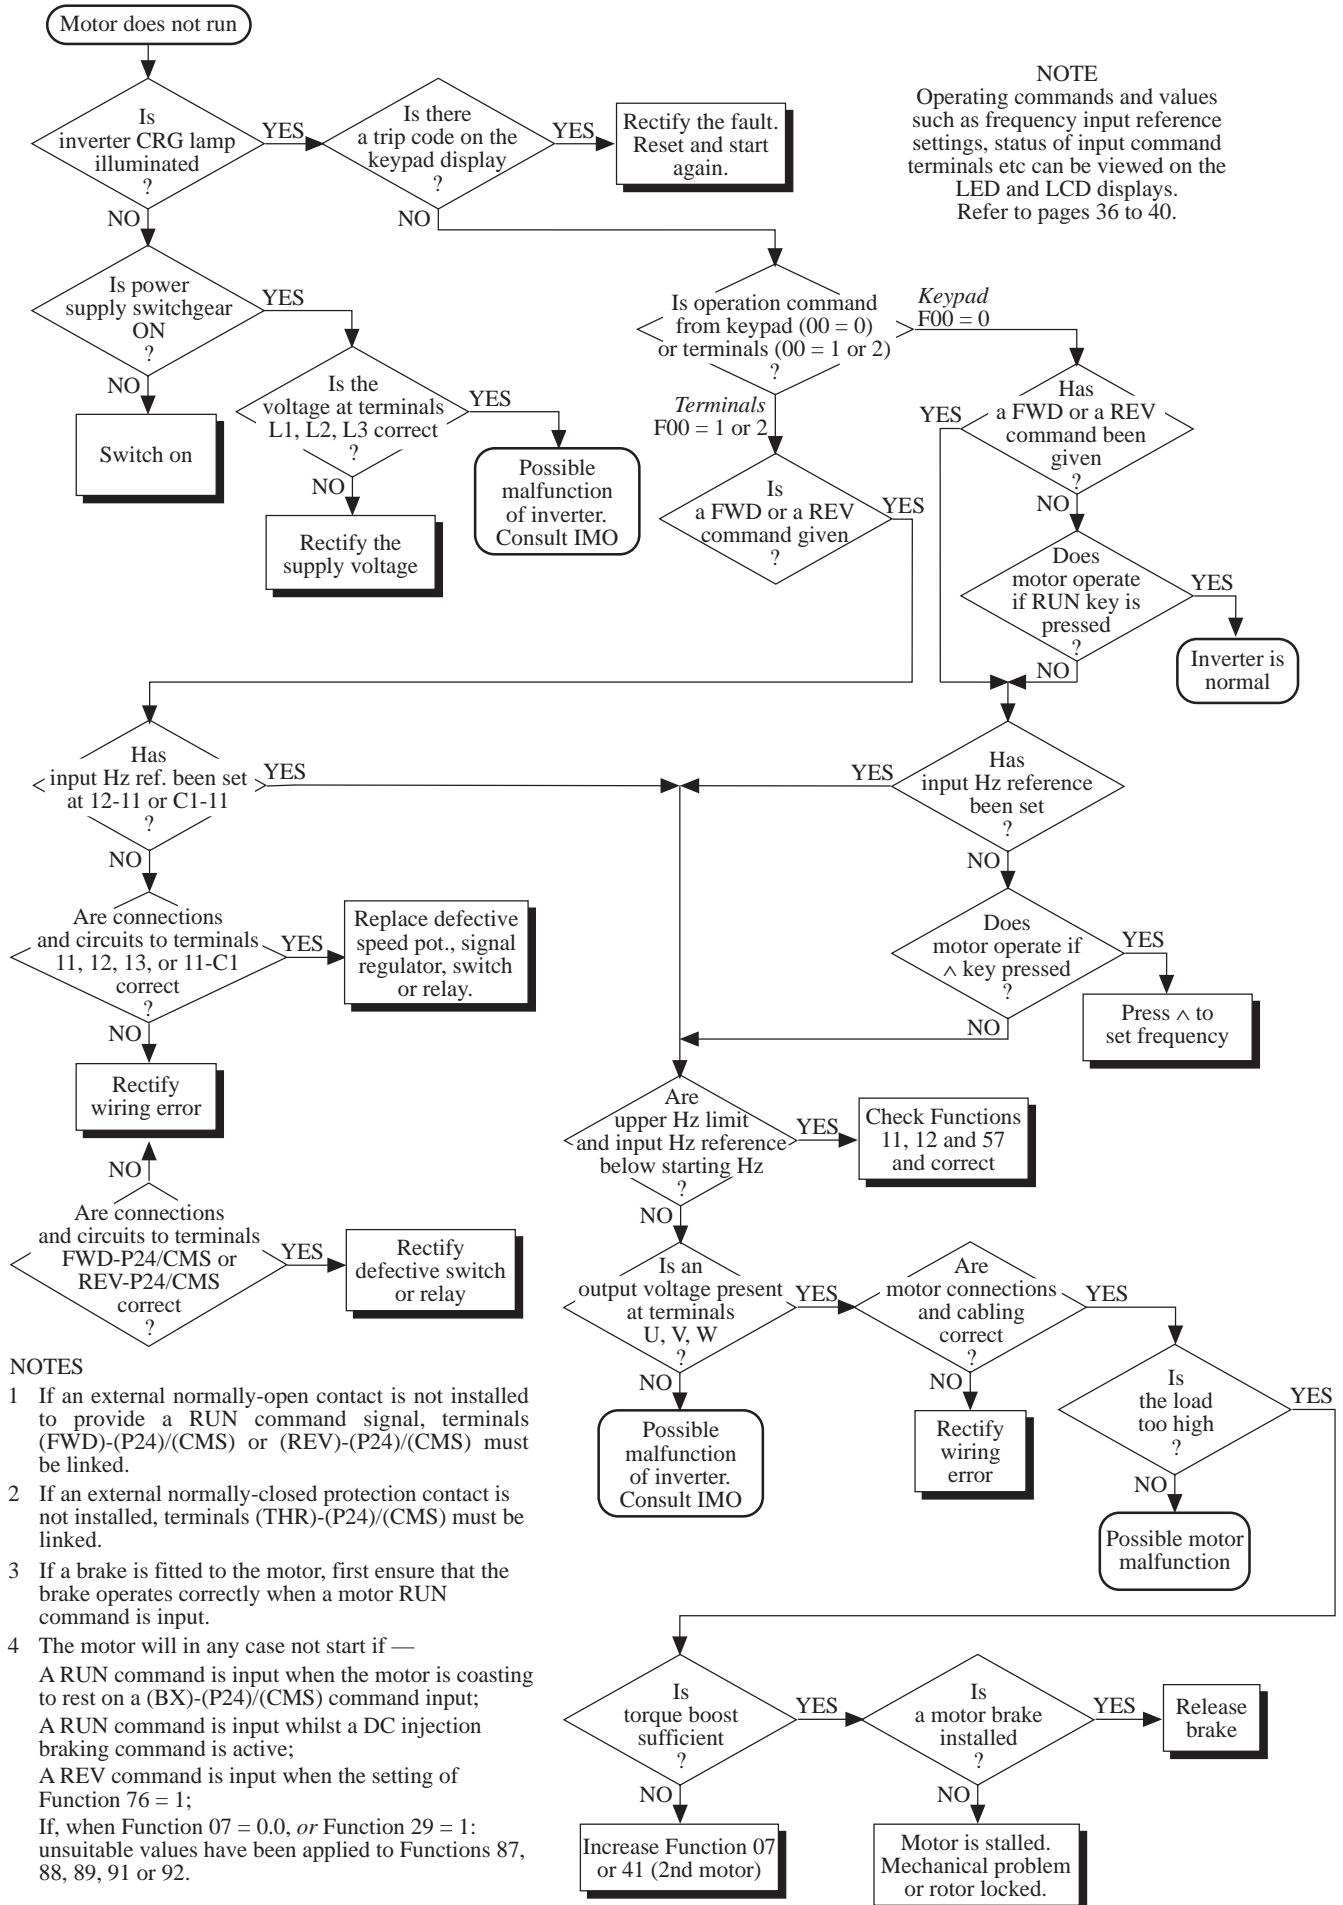 Motor does not run
Is
inverter CRG lamp
illuminated
?
YES
NO
Is there
a trip code on the
keypad display
?
YES
NO
Rectify the fault.
Reset and start
again.
NOTE
Operating commands and values
such as frequency input reference
settings, status of input command
terminals etc can be viewed on the
LED and LCD displays.
Refer to pages 36 to 40.
Is power
supply switchgear
ON
?
YES
NO
Switch on
Is the
voltage at terminals
L1, L2, L3 correct
?
YES
NO
Rectify the
supply voltage
Possible
malfunction
of inverter.
Consult IMO
Is operation command
from keypad (00 = 0)
or terminals (00 = 1 or 2)
?
Keypad
F00 = 0
Terminals
F00 = 1 or 2
Is
a FWD or a REV
command given
?
YES
Has
a FWD or a REV
command been
given
?
YES
NO
Does
motor operate
if RUN key is
pressed
?
YES
NO
Inverter is
normal
Has
input Hz ref. been set
at 12-11 or C1-11
?
YES
NO
Has
input Hz reference
been set
?
YES
NO
Are connections
and circuits to terminals
11, 12, 13, or 11-C1
correct
?
YES
NO
Replace defective
speed pot., signal
regulator, switch
or relay.
Does
motor operate if
∧ key pressed
?
YES
NO
Press ∧ to
set frequency
Rectify
wiring error
NO
Are connections
and circuits to terminals
FWD-P24/CMS or
REV-P24/CMS
correct
?
YES
Rectify
defective switch
or relay
Are
upper Hz limit
and input Hz reference
below starting Hz
?
YES
NO
Check Functions
11, 12 and 57
and correct
Is an
output voltage present
at terminals
U, V, W
?
YES
NO
Possible
malfunction
of inverter.
Consult IMO
Are
motor connections
and cabling
correct
?
YES
NO
Rectify
wiring
error
Is
the load
too high
?
YES
NO
Possible motor
malfunction
NOTES
1 If an external normally-open contact is not installed
to provide a RUN command signal, terminals
(FWD)-(P24)/(CMS) or (REV)-(P24)/(CMS) must
be linked.
2 If an external normally-closed protection contact is
not installed, terminals (THR)-(P24)/(CMS) must be
linked.
3 If a brake is fitted to the motor, first ensure that the
brake operates correctly when a motor RUN
command is input.
4 The motor will in any case not start if —
A RUN command is input when the motor is coasting
to rest on a (BX)-(P24)/(CMS) command input;
A RUN command is input whilst a DC injection
braking command is active;
A REV command is input when the setting of
Function 76 = 1;
If, when Function 07 = 0.0, or Function 29 = 1:
unsuitable values have been applied to Functions 87,
88, 89, 91 or 92.
Is
torque boost
sufficient
?
YES
NO
Increase Function 07
or 41 (2nd motor)
Is
a motor brake
installed
?
YES
NO
Release
brake
Motor is stalled.
Mechanical problem
or rotor locked.